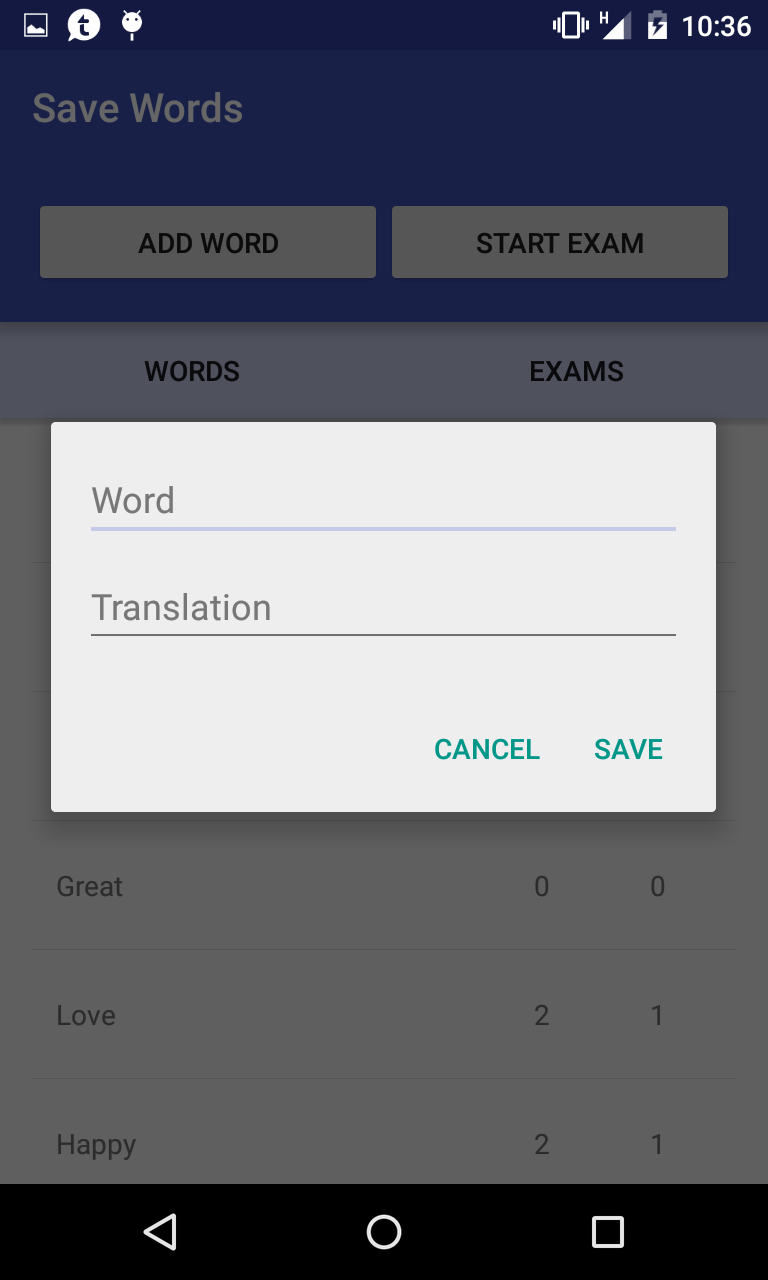 H 10:36
Save Words
ADD WORD START EXAM
WORDS EXAMS
Word
Translation
CANCEL SAVE
Great 0 0
Love 2 1
Happy 2 1